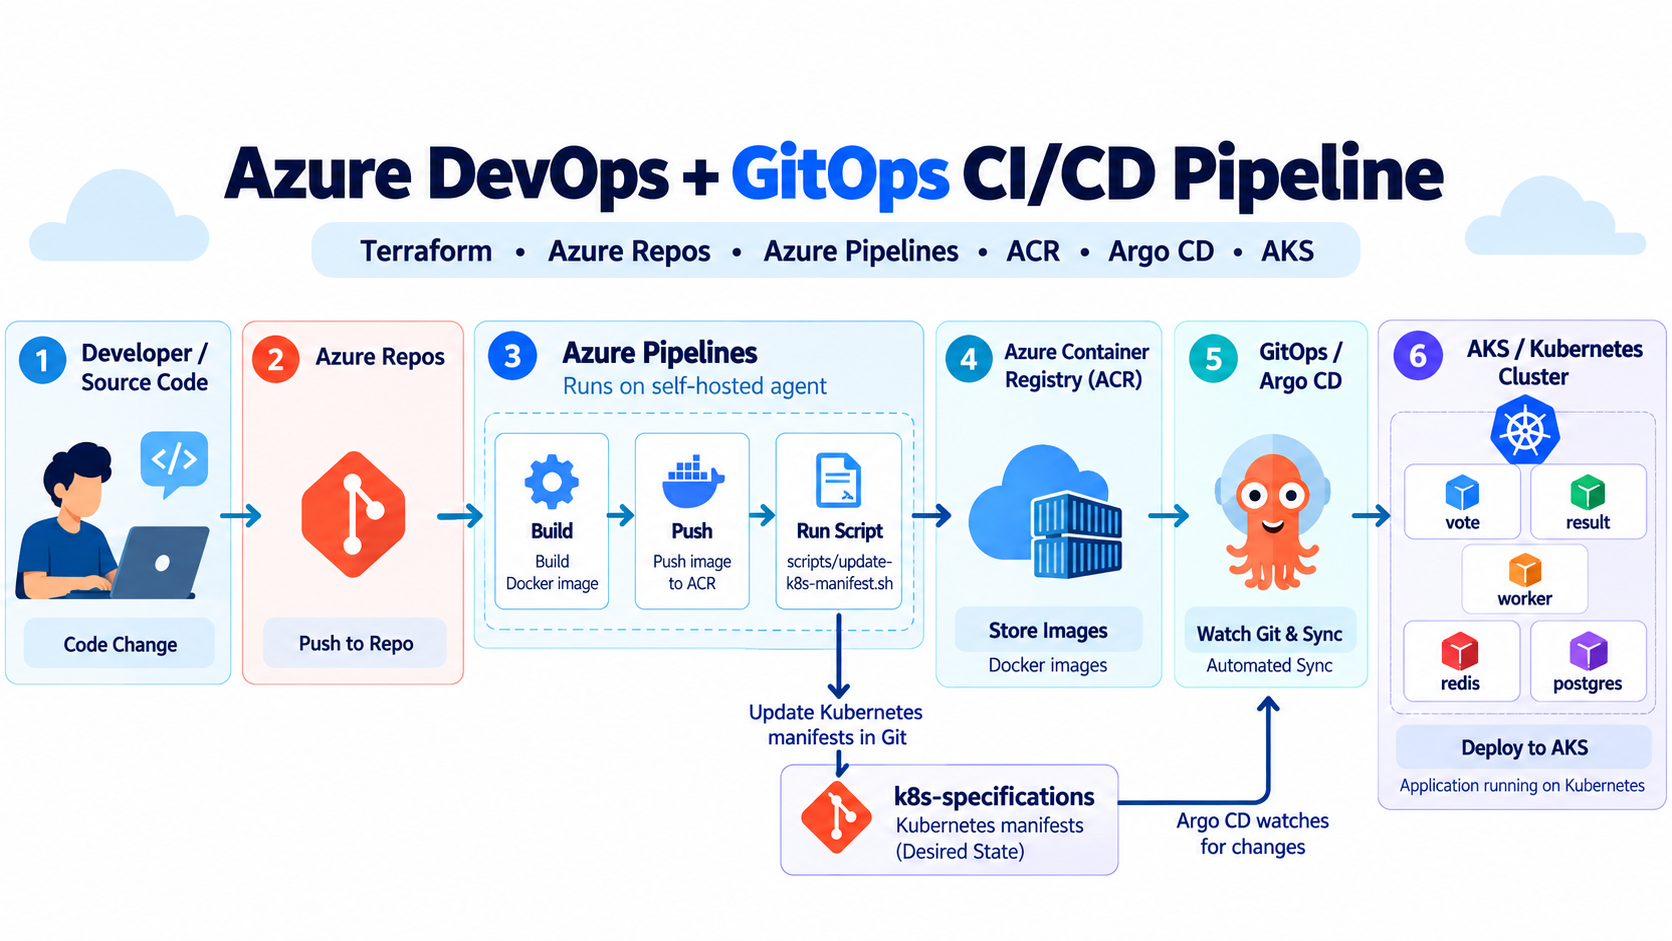 Azure DevOps + GitOps CI/CD Pipeline
Terraform • Azure Repos • Azure Pipelines • ACR • Argo CD • AKS
1
Developer /
Source Code
</>
Code Change
2
Azure Repos
Push to Repo
3
Azure Pipelines
Runs on self-hosted agent
Build
Build
Docker image
Push
Push image
to ACR
Run Script
scripts/update-
k8s-manifest.sh
Update Kubernetes
manifests in Git
k8s-specifications
Kubernetes manifests
(Desired State)
Argo CD watches
for changes
4
Azure Container
Registry (ACR)
Store Images
Docker images
5
GitOps /
Argo CD
Watch Git & Sync
Automated Sync
6
AKS / Kubernetes
Cluster
vote
result
worker
redis
postgres
Deploy to AKS
Application running on Kubernetes